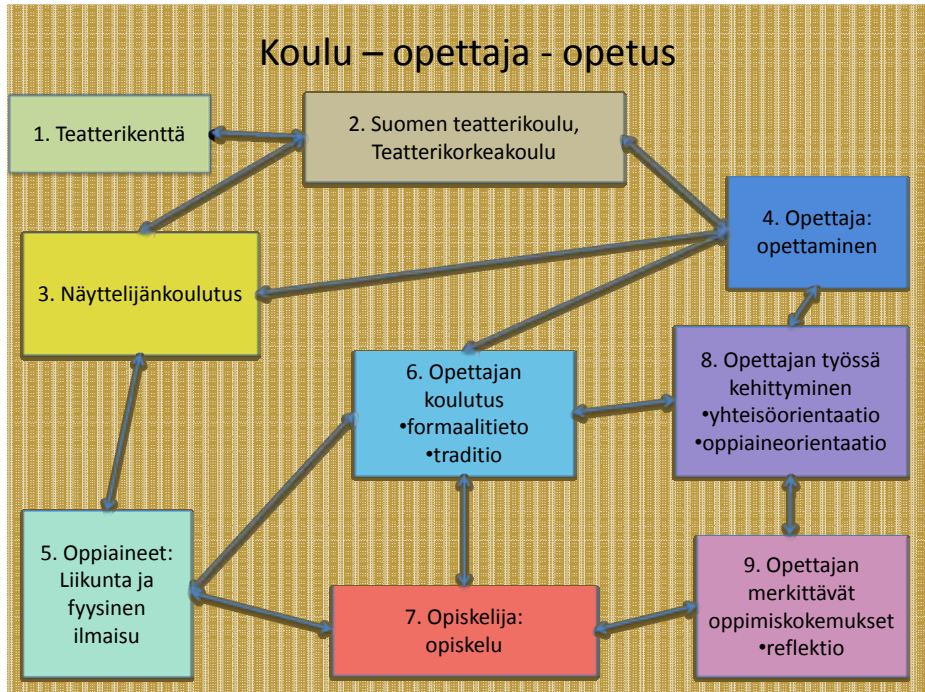 Koulu – opettaja - opetus
1. Teatterikenttä
2. Suomen teatterikoulu,
Teatterikorkeakoulu
3. Näyttelijänkoulutus
4. Opettaja:
opettaminen
5. Oppiaineet:
Liikunta ja
fyysinen
ilmaisu
6. Opettajan
koulutus
•formaalitieto
•traditio
7. Opiskelija:
opiskelu
8. Opettajan työssä
kehittyminen
•yhteisöorientaatio
•oppiaineorientaatio
9. Opettajan
merkittävät
oppimiskokemukset
•reflektio